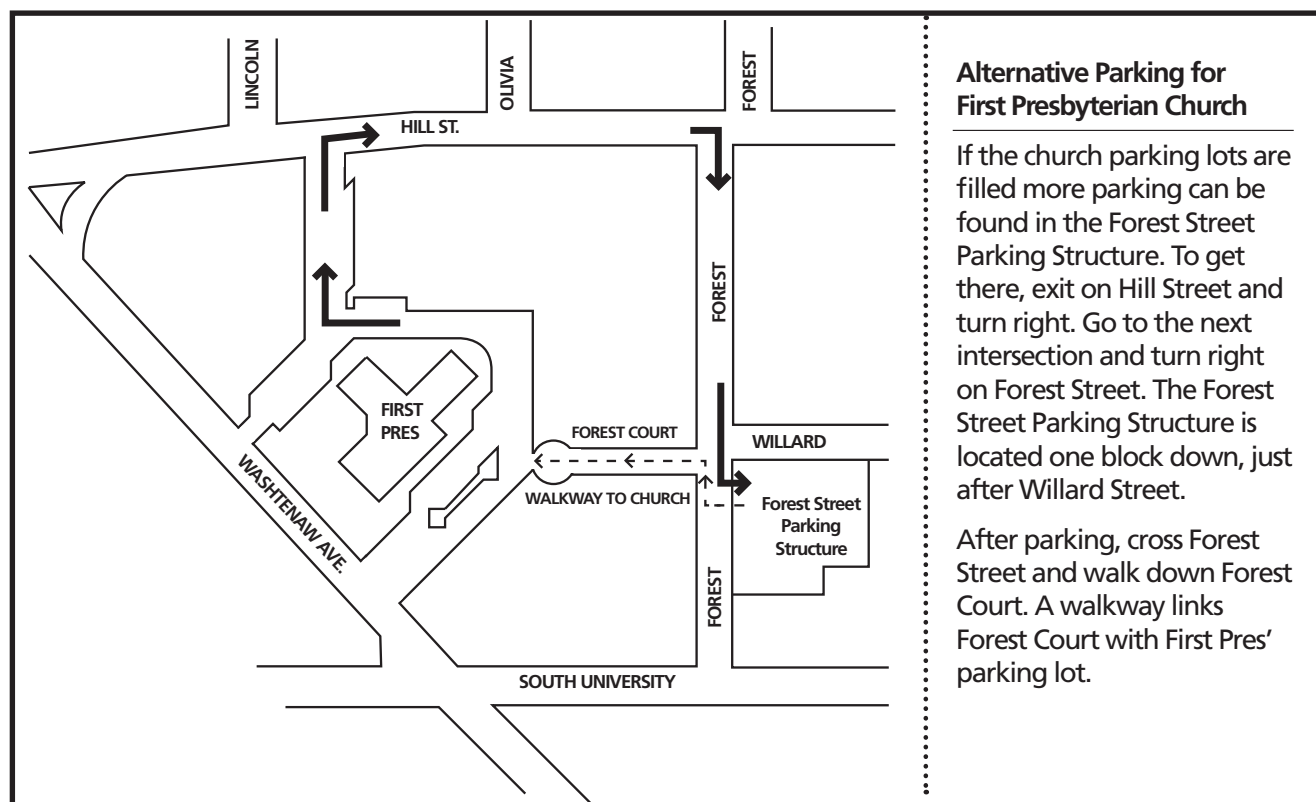 LINCOLN
OLIVIA
FOREST
HILL ST.
FOREST
FIRST
PRES
FOREST COURT
WILLARD
WASHTENAW AVE.
WALKWAY TO CHURCH
Forest Street
Parking
Structure
FOREST
SOUTH UNIVERSITY
Alternative Parking for
First Presbyterian Church
If the church parking lots are
filled more parking can be
found in the Forest Street
Parking Structure. To get
there, exit on Hill Street and
turn right. Go to the next
intersection and turn right
on Forest Street. The Forest
Street Parking Structure is
located one block down, just
after Willard Street.
After parking, cross Forest
Street and walk down Forest
Court. A walkway links
Forest Court with First Pres’
parking lot.